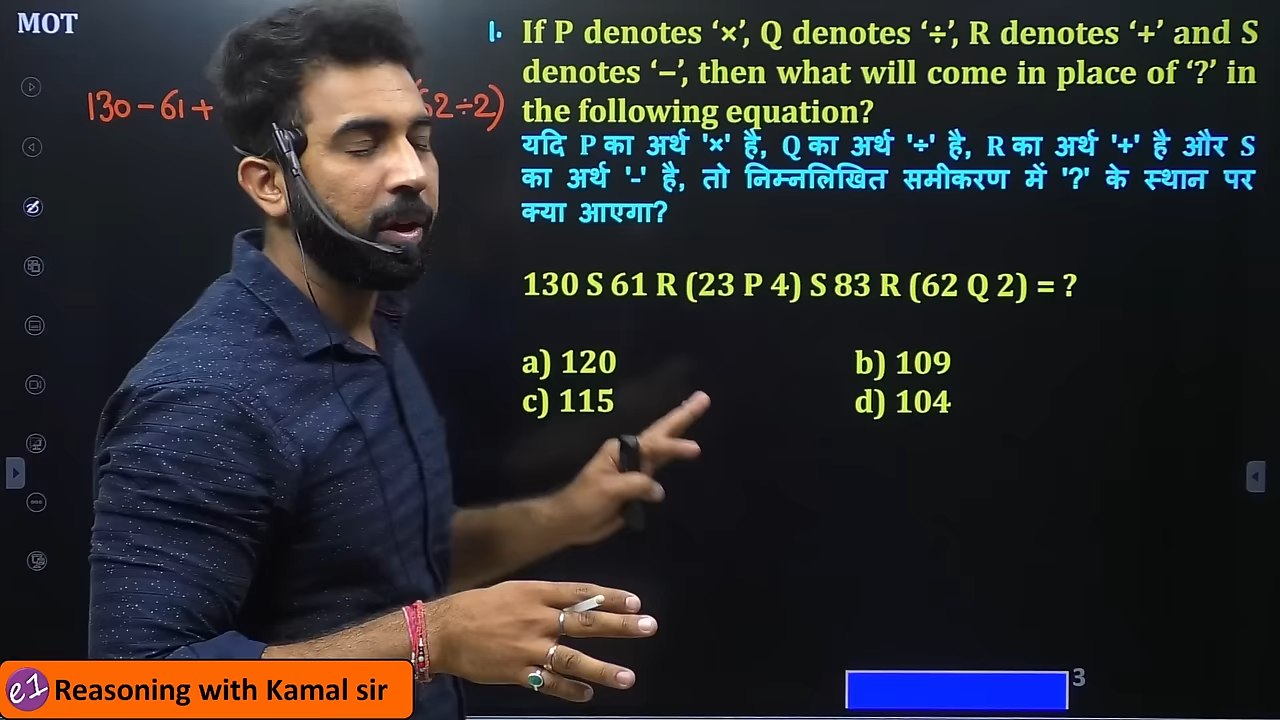 MOT
1. If P denotes ‘×’, Q denotes ‘÷’, R denotes ‘+’ and S
denotes ‘–’, then what will come in place of ‘?’ in
130 – 61 +
62 ÷ 2)
the following equation?
यदि P का अर्थ '×' है, Q का अर्थ '÷' है, R का अर्थ '+' है और S
का अर्थ '-' है, तो निम्नलिखित समीकरण में '?' के स्थान पर
क्या आएगा?
130 S 61 R (23 P 4) S 83 R (62 Q 2) = ?
a) 120 b) 109
c) 115 d) 104
3
e1 Reasoning with Kamal sir